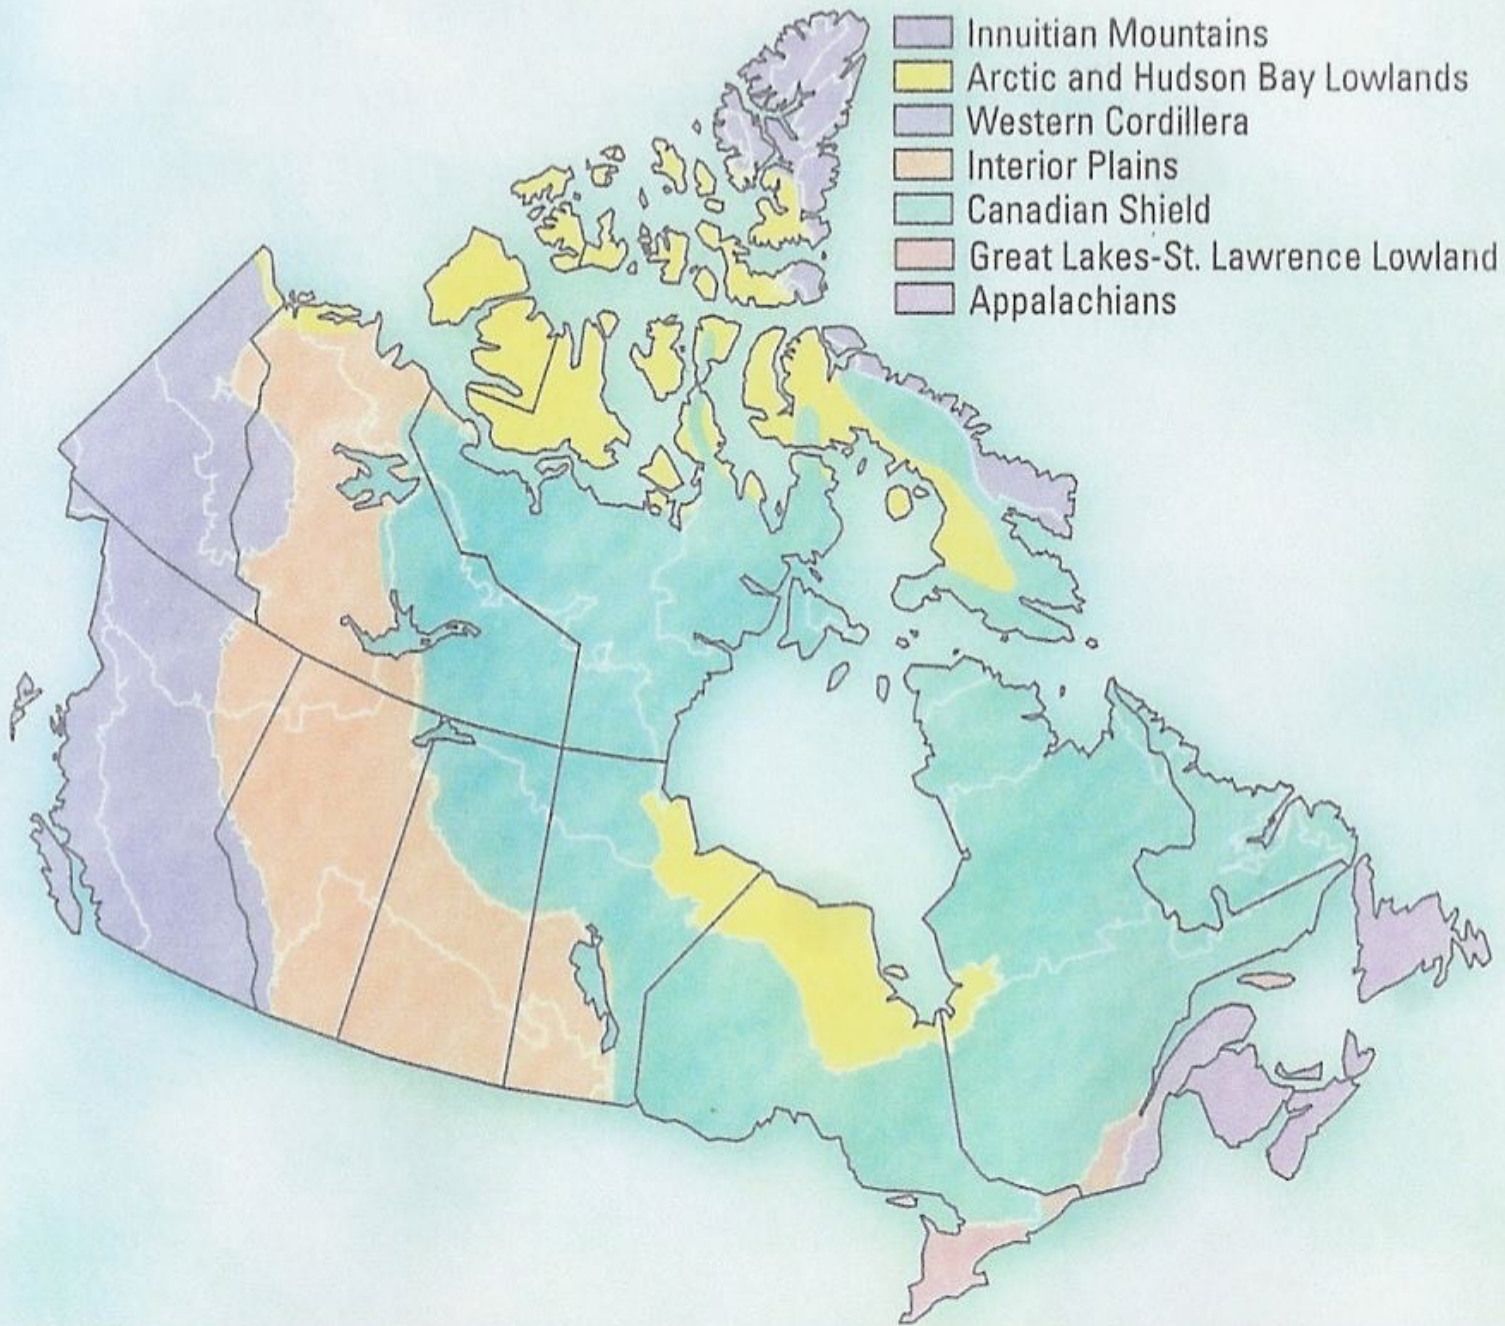 Innuitian Mountains
Arctic and Hudson Bay Lowlands
Western Cordillera
Interior Plains
Canadian Shield
Great Lakes-St. Lawrence Lowland
Appalachians